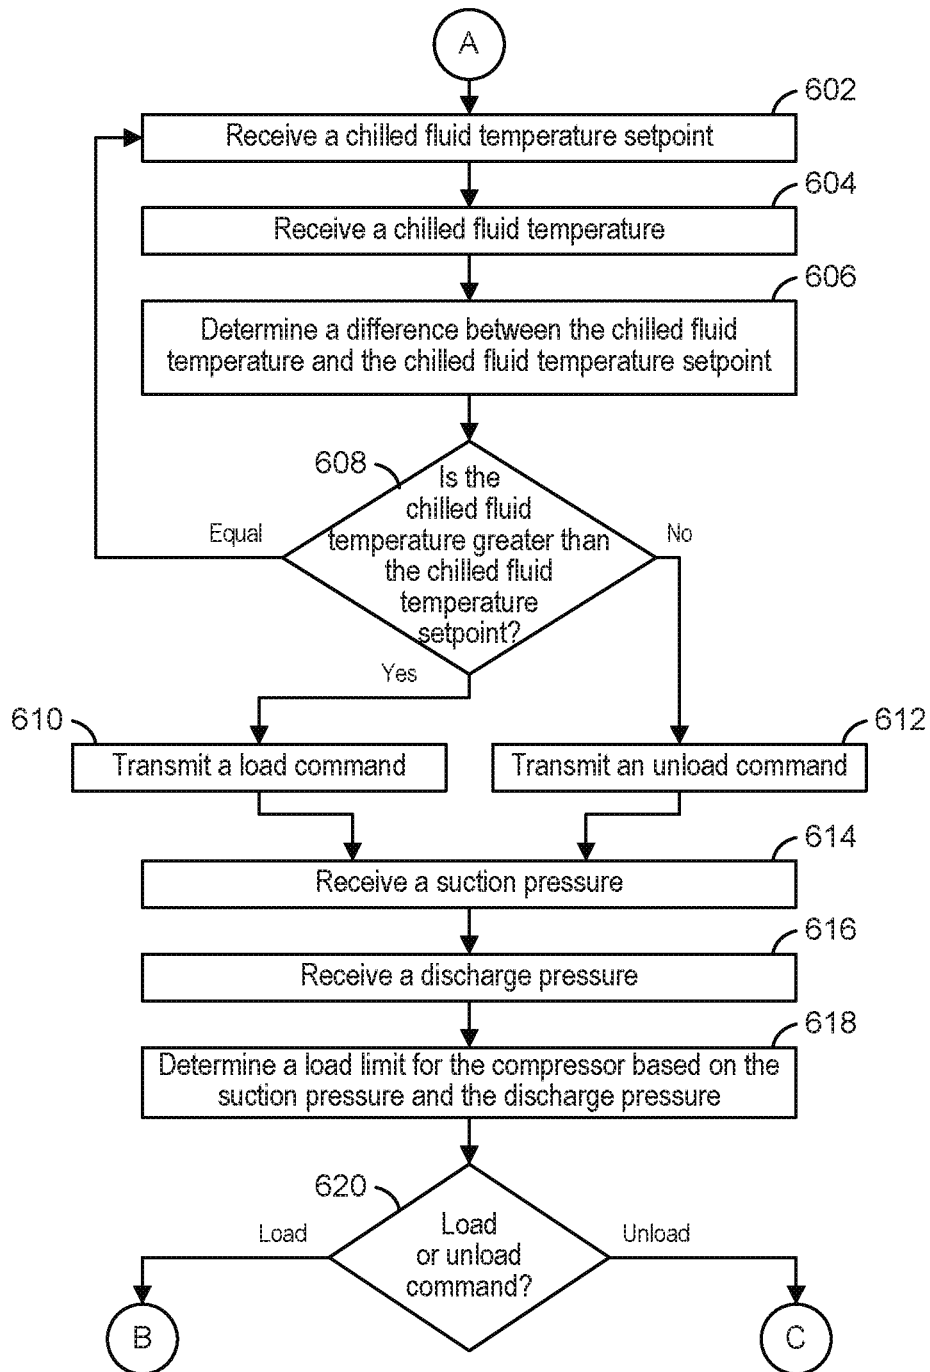 A
602
Receive a chilled fluid temperature setpoint
604
Receive a chilled fluid temperature
606
Determine a difference between the chilled fluid
temperature and the chilled fluid temperature setpoint
608
Is the
chilled fluid
temperature greater than
the chilled fluid
temperature
setpoint?
Equal
No
Yes
610
Transmit a load command
612
Transmit an unload command
614
Receive a suction pressure
616
Receive a discharge pressure
618
Determine a load limit for the compressor based on the
suction pressure and the discharge pressure
620
Load
or unload
command?
Load
Unload
B
C